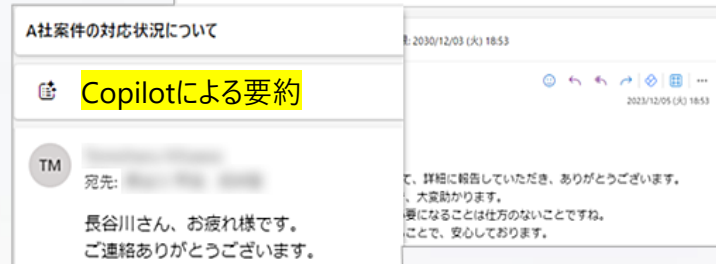 A社案件の対応状況について
Copilotによる要約
TM
宛先:
長谷川さん、お疲れ様です。
ご連絡ありがとうございます。
: 2030/12/03 (火) 18:53
2023/12/05 (火) 18:53
て、詳細に報告していただき、ありがとうございます。
、大変助かります。
要になることは仕方のないことですね。
ことで、安心しております。